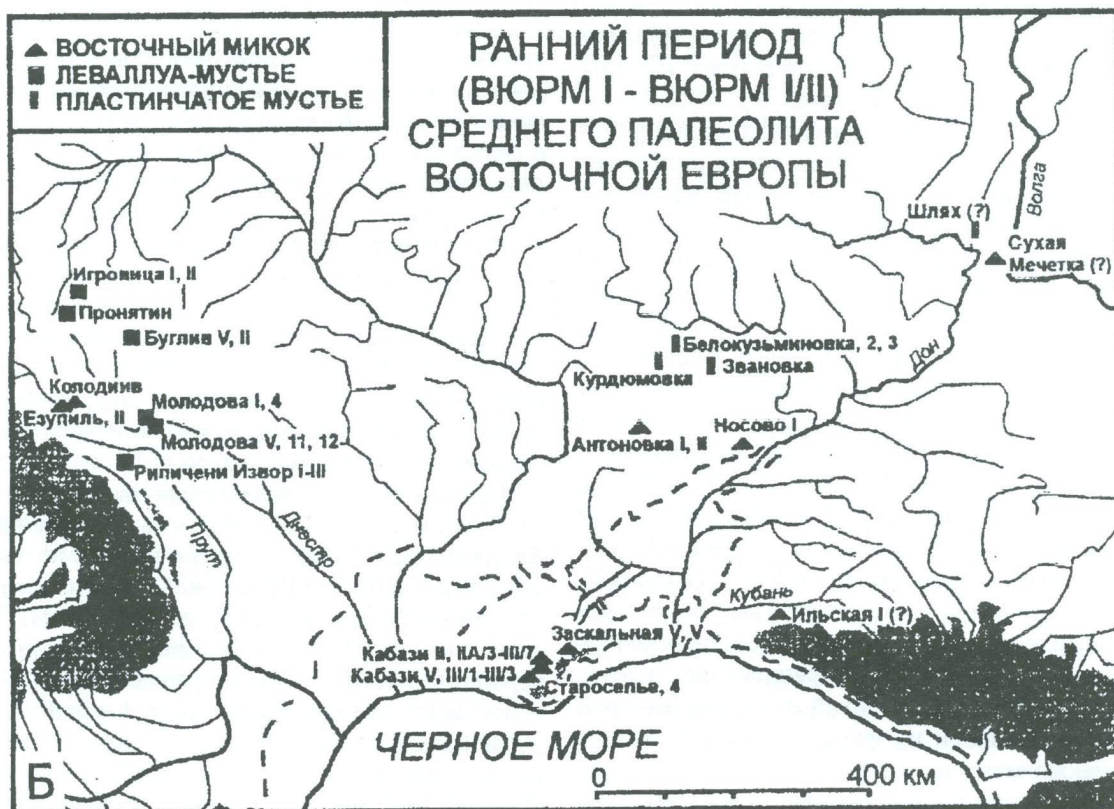 ВОСТОЧНЫЙ МИКОК
ЛЕВАЛЛУА-МУСТЬЕ
ПЛАСТИНЧАТОЕ МУСТЬЕ
РАННИЙ ПЕРИОД
(ВЮРМ I - ВЮРМ I/II)
СРЕДНЕГО ПАЛЕОЛИТА
ВОСТОЧНОЙ ЕВРОПЫ
Волга
Шлях (?)
Сухая
Мечетка (?)
Игровица I, II
Пронятин
Буглив V, II
Белокузьминовка, 2, 3
Курдюмовка
Звановка
Дон
Колодиив
Езупиль, II
Молодова I, 4
Молодова V, 11, 12
Антоновка I, II
Носово I
Рипичени Извор I-III
Прут
Днестр
Кубань
Ильская I (?)
Заскальная V, V
Кабази II, IIA/3-III/7
Кабази V, III/1-III/3
Староселье, 4
ЧЕРНОЕ МОРЕ
Б
0 400 км